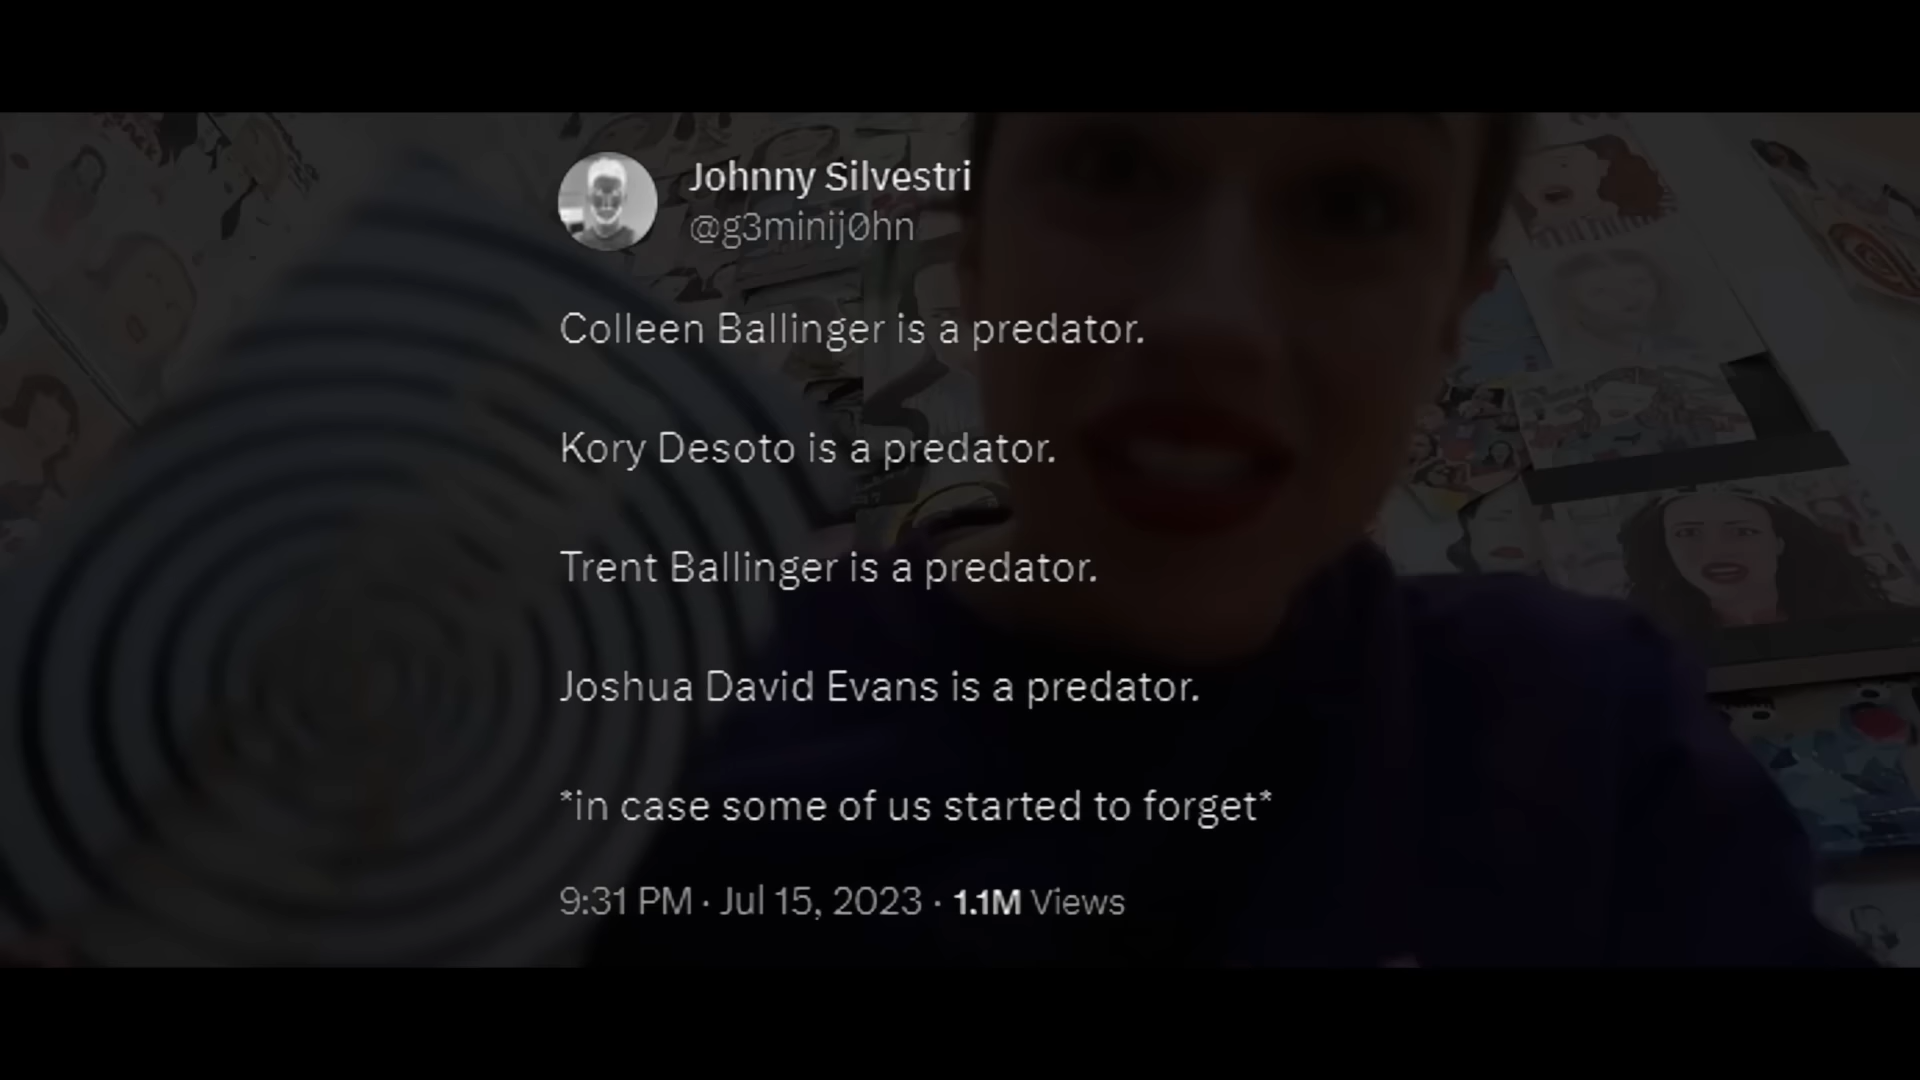 Johnny Silvestri
@g3minij0hn
Colleen Ballinger is a predator.
Kory Desoto is a predator.
Trent Ballinger is a predator.
Joshua David Evans is a predator.
*in case some of us started to forget*
9:31 PM · Jul 15, 2023 · 1.1M Views